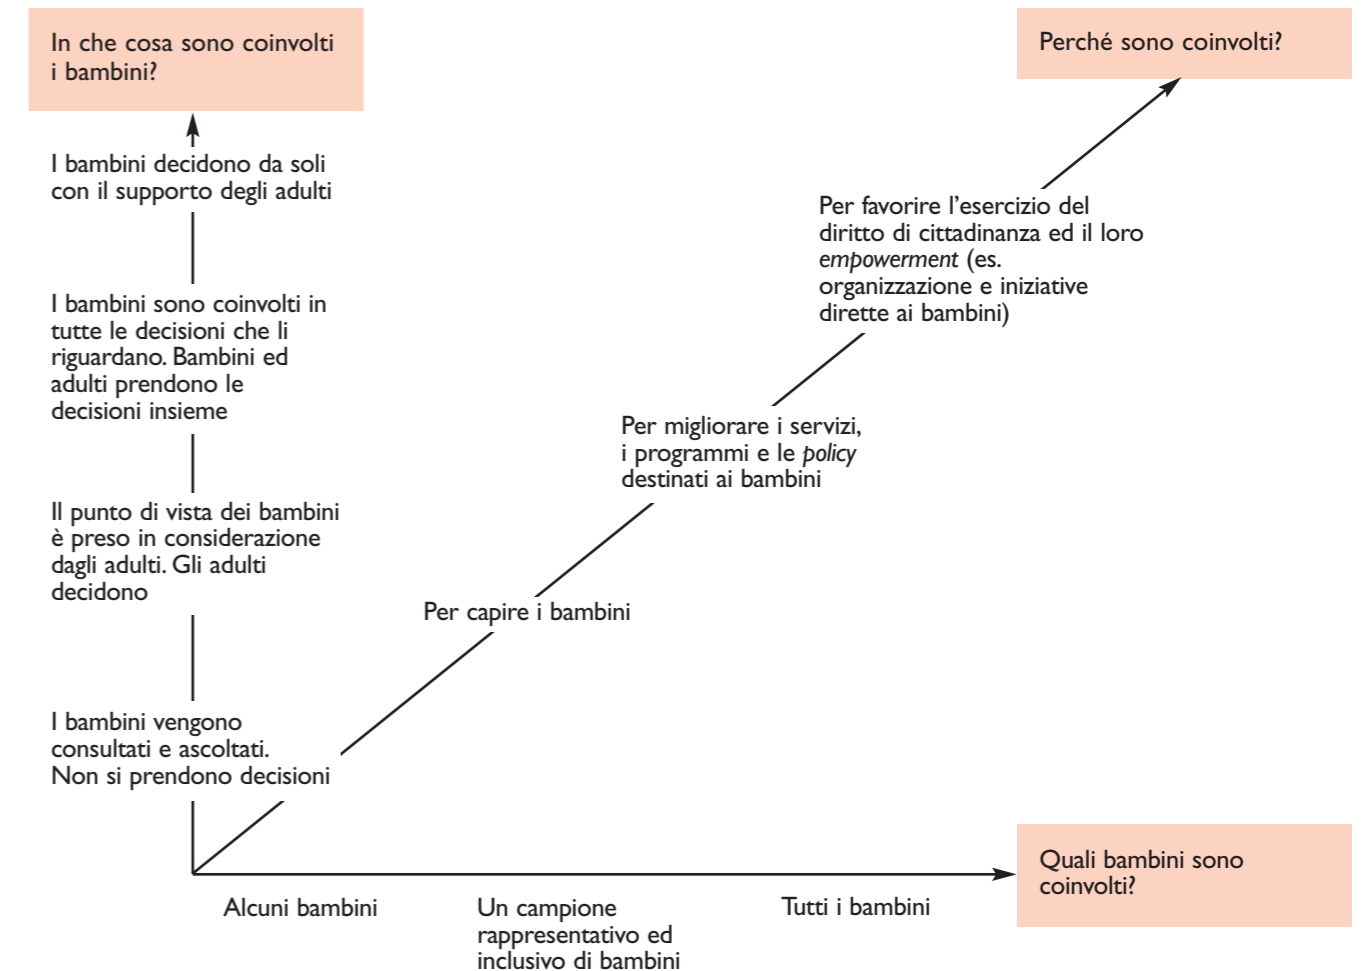 In che cosa sono coinvolti
i bambini?
Perché sono coinvolti?
I bambini decidono da soli
con il supporto degli adulti
Per favorire l'esercizio del
diritto di cittadinanza ed il loro
empowerment (es.
organizzazione e iniziative
dirette ai bambini)
I bambini sono coinvolti in
tutte le decisioni che li
riguardano. Bambini ed
adulti prendono le
decisioni insieme
Per migliorare i servizi,
i programmi e le policy
destinati ai bambini
Il punto di vista dei bambini
è preso in considerazione
dagli adulti. Gli adulti
decidono
Per capire i bambini
I bambini vengono
consultati e ascoltati.
Non si prendono decisioni
Quali bambini sono
coinvolti?
Alcuni bambini
Un campione
rappresentativo ed
inclusivo di bambini
Tutti i bambini